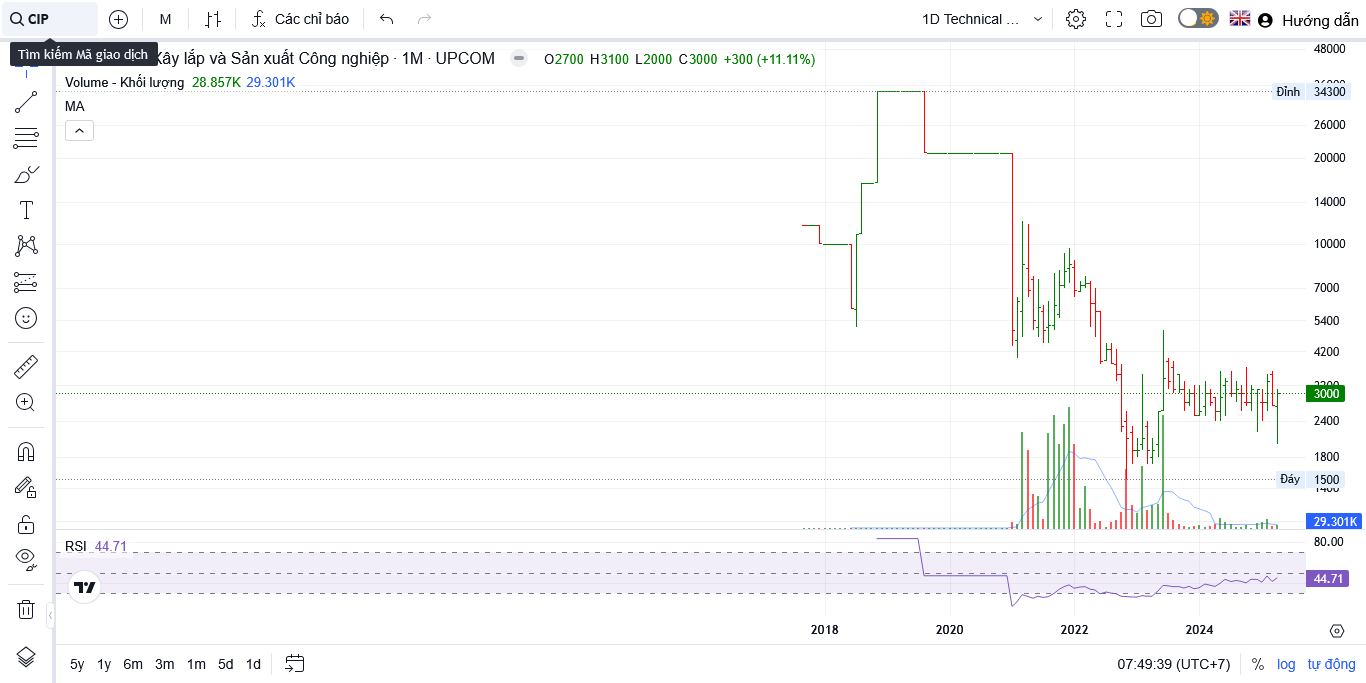 CIP
M
Các chỉ báo
1D Technical ...
Hướng dẫn
Tìm kiếm Mã giao dịch
Xây lắp và Sản xuất Công nghiệp · 1M · UPCOM
O2700 H3100 L2000 C3000 +300 (+11.11%)
Volume - Khối lượng 28.857K 29.301K
MA
48000
Đỉnh 34300
26000
20000
14000
10000
7000
5400
4200
3200
3000
2400
1800
Đáy 1500
1400
29.301K
RSI 44.71
80.00
44.71
2018 2020 2022 2024
5y 1y 6m 3m 1m 5d 1d
07:49:39 (UTC+7) % log tự động